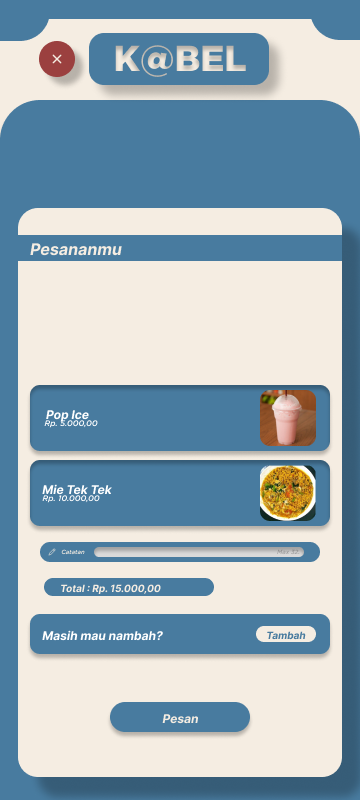 K@BEL
Pesananmu
Pop Ice
Rp. 5.000,00
Mie Tek Tek
Rp. 10.000,00
Catatan
Total : Rp. 15.000,00
Masih mau nambah?
Tambah
Pesan